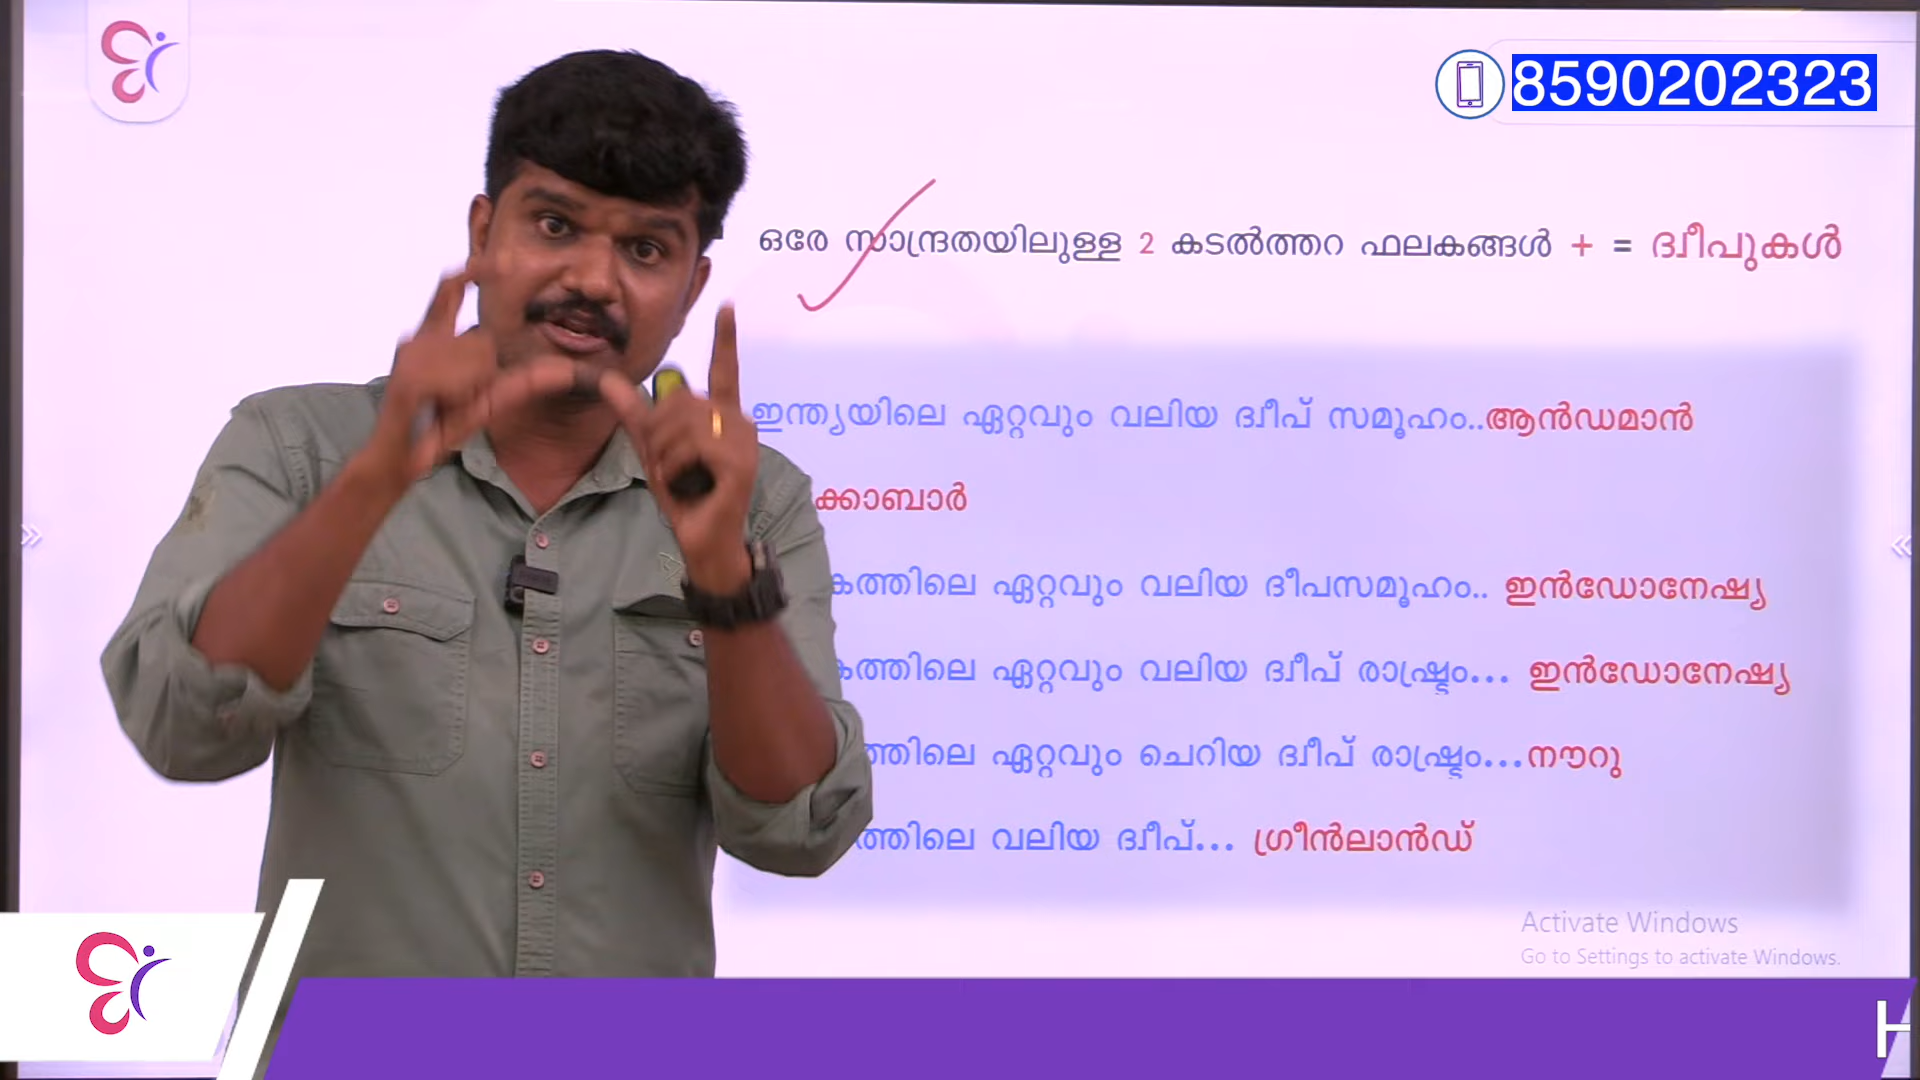 8590202323
ഒരേ സാന്ദ്രതയിലുള്ള 2 കടൽത്തറ ഫലകങ്ങൾ + = ദ്വീപുകൾ
ഇന്ത്യയിലെ ഏറ്റവും വലിയ ദ്വീപ് സമൂഹം..ആൻഡമാൻ
ക്കോബാർ
കത്തിലെ ഏറ്റവും വലിയ ദീപസമൂഹം.. ഇൻഡോനേഷ്യ
കത്തിലെ ഏറ്റവും വലിയ ദ്വീപ് രാഷ്ട്രം... ഇൻഡോനേഷ്യ
ത്തിലെ ഏറ്റവും ചെറിയ ദ്വീപ് രാഷ്ട്രം...നൗറു
ത്തിലെ വലിയ ദ്വീപ്... ഗ്രീൻലാൻഡ്
Activate Windows
Go to Settings to activate Windows.
H